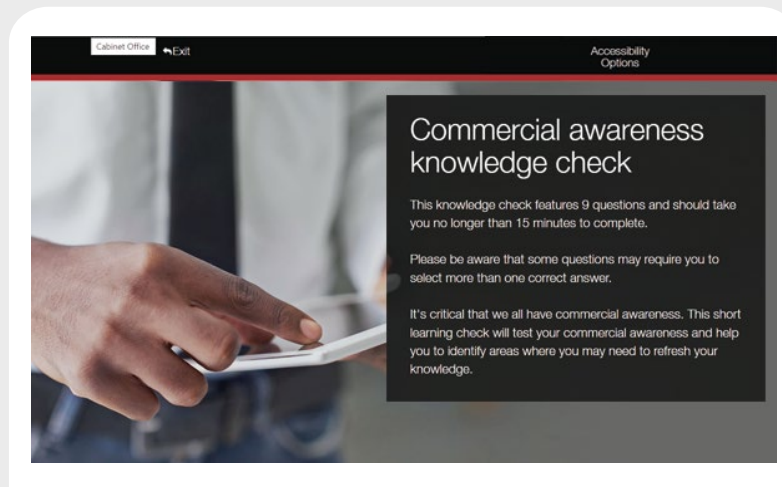 Cabinet Office
Exit
Accessibility
Options
Commercial awareness
knowledge check
This knowledge check features 9 questions and should take
you no longer than 15 minutes to complete.
Please be aware that some questions may require you to
select more than one correct answer.
It's critical that we all have commercial awareness. This short
learning check will test your commercial awareness and help
you to identify areas where you may need to refresh your
knowledge.